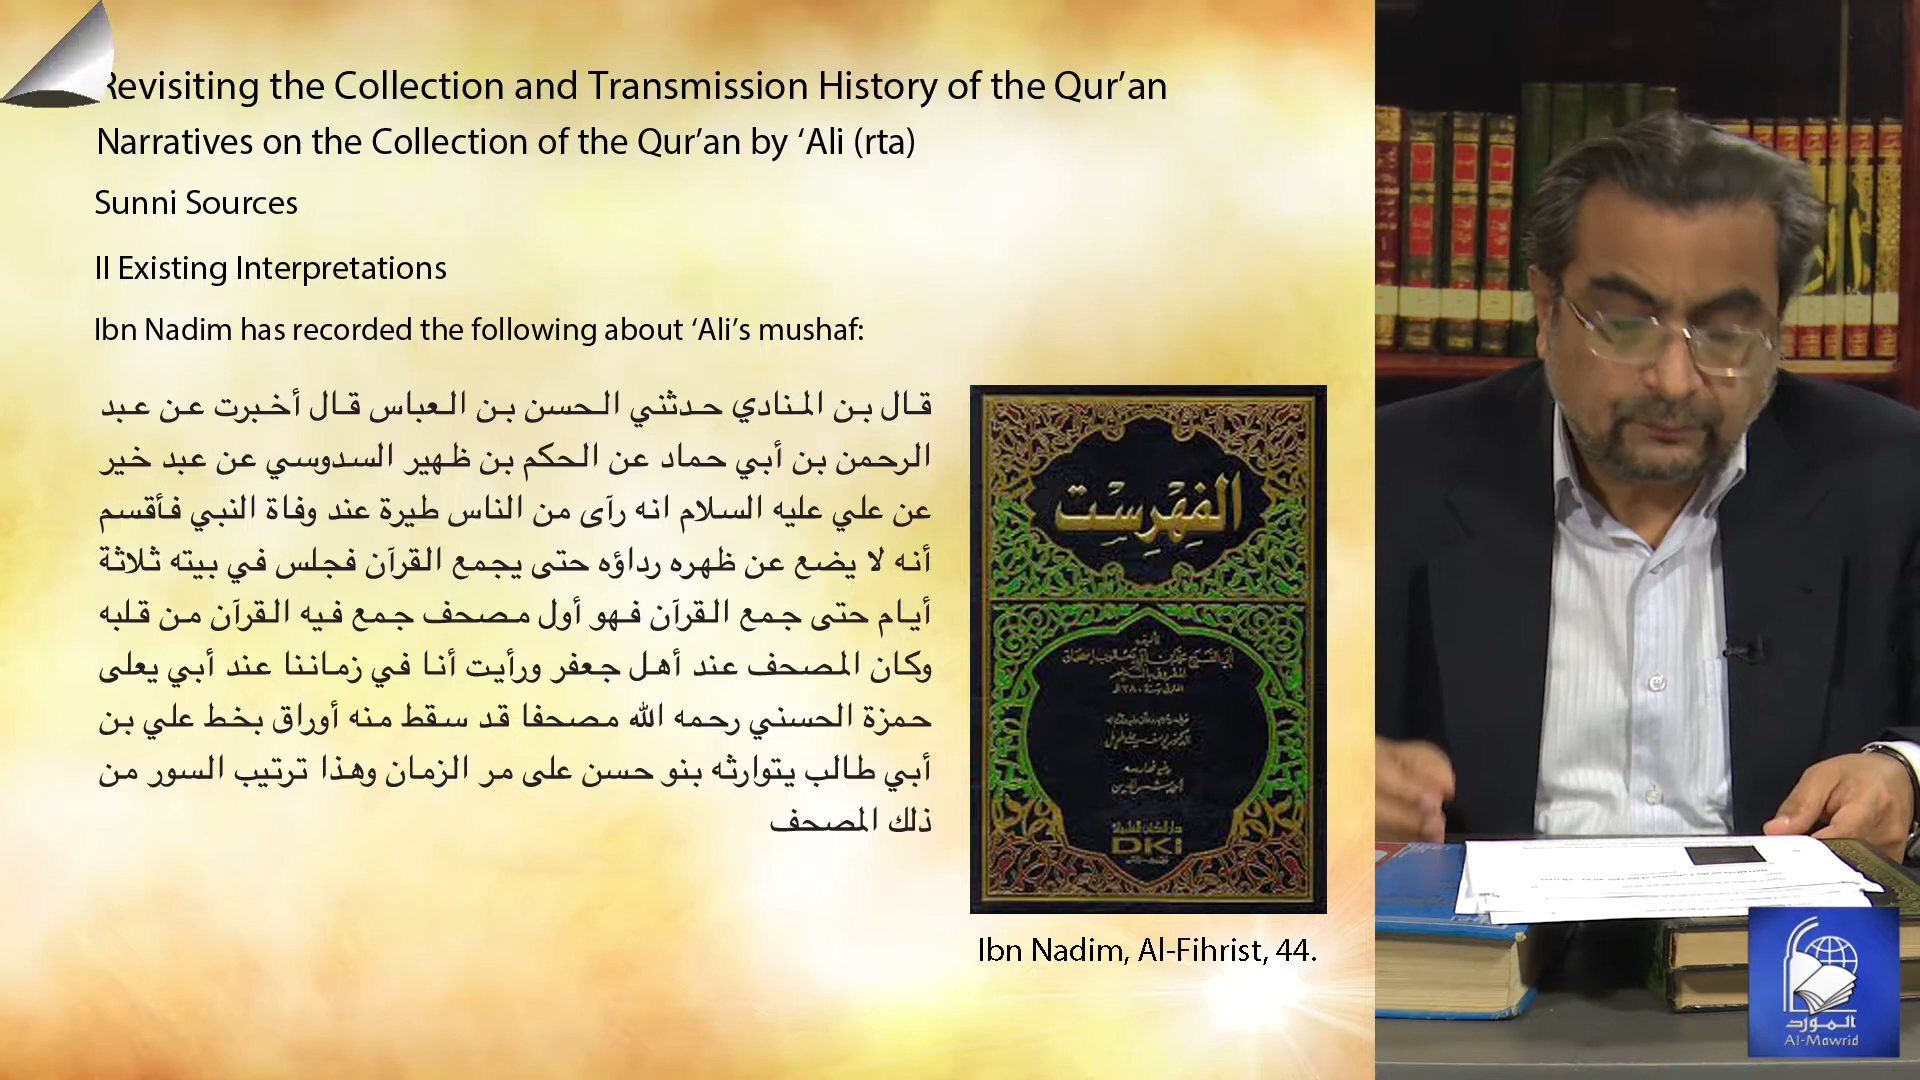 Revisiting the Collection and Transmission History of the Qur’an
Narratives on the Collection of the Qur’an by ‘Ali (rta)
Sunni Sources
II Existing Interpretations
Ibn Nadim has recorded the following about ‘Ali’s mushaf:
قال بن المنادي حدثني الحسن بن العباس قال أخبرت عن عبد
الرحمن بن أبي حماد عن الحكم بن ظهير السدوسي عن عبد خير
عن علي عليه السلام انه رآى من الناس طيرة عند وفاة النبي فأقسم
أنه لا يضع عن ظهره رداؤه حتى يجمع القرآن فجلس في بيته ثلاثة
أيام حتى جمع القرآن فهو أول مصحف جمع فيه القرآن من قلبه
وكان المصحف عند أهل جعفر ورأيت أنا في زماننا عند أبي يعلى
حمزة الحسني رحمه الله مصحفا قد سقط منه أوراق بخط علي بن
أبي طالب يتوارثه بنو حسن على مر الزمان وهذا ترتيب السور من
ذلك المصحف
الفِهْرِسْت
DKi
Ibn Nadim, Al-Fihrist, 44.
المورد
Al-Mawrid